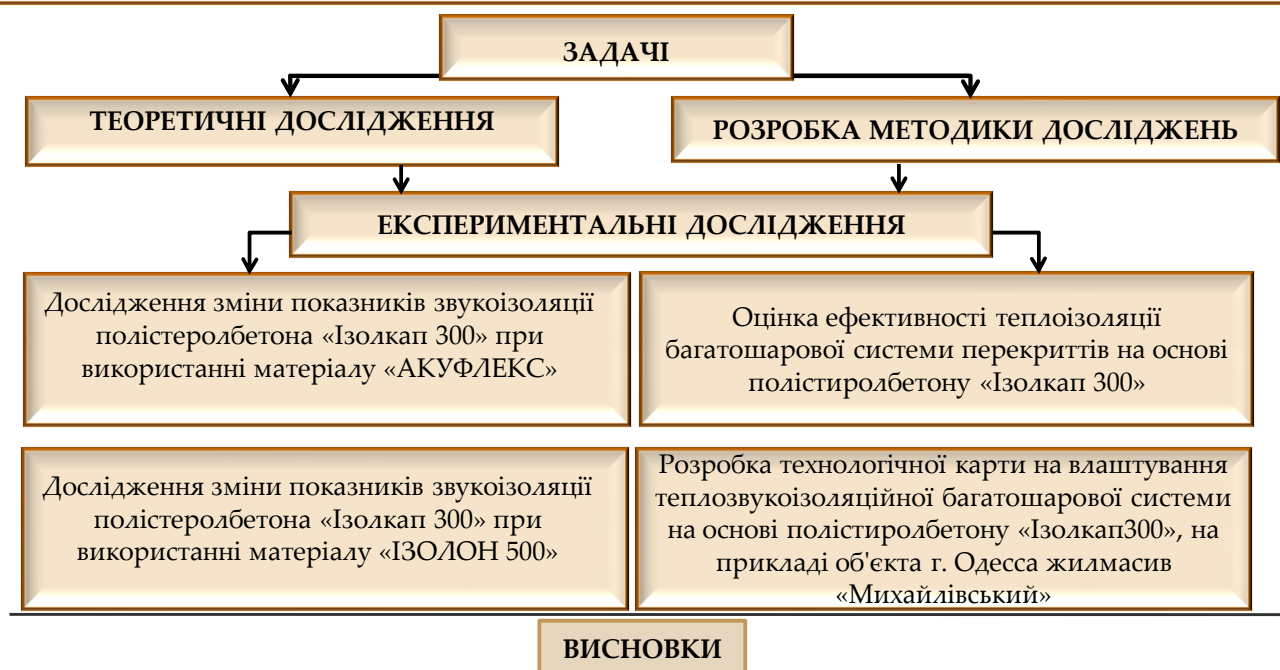 ЗАДАЧІ
ТЕОРЕТИЧНІ ДОСЛІДЖЕННЯ
РОЗРОБКА МЕТОДИКИ ДОСЛІДЖЕНЬ
ЕКСПЕРИМЕНТАЛЬНІ ДОСЛІДЖЕННЯ
Дослідження зміни показників звукоізоляції
полістеролбетона «Ізолкап 300» при
використанні матеріалу «АКУФЛЕКС»
Оцінка ефективності теплоізоляції
багатошарової системи перекриттів на основі
полістиролбетону «Ізолкап 300»
Дослідження зміни показників звукоізоляції
полістеролбетона «Ізолкап 300» при
використанні матеріалу «ІЗОЛОН 500»
Розробка технологічної карти на влаштування
теплозвукоізоляційної багатошарової системи
на основі полістиролбетону «Ізолкап300», на
прикладі об'єкта г. Одесса жилмасив
«Михайлівський»
ВИСНОВКИ